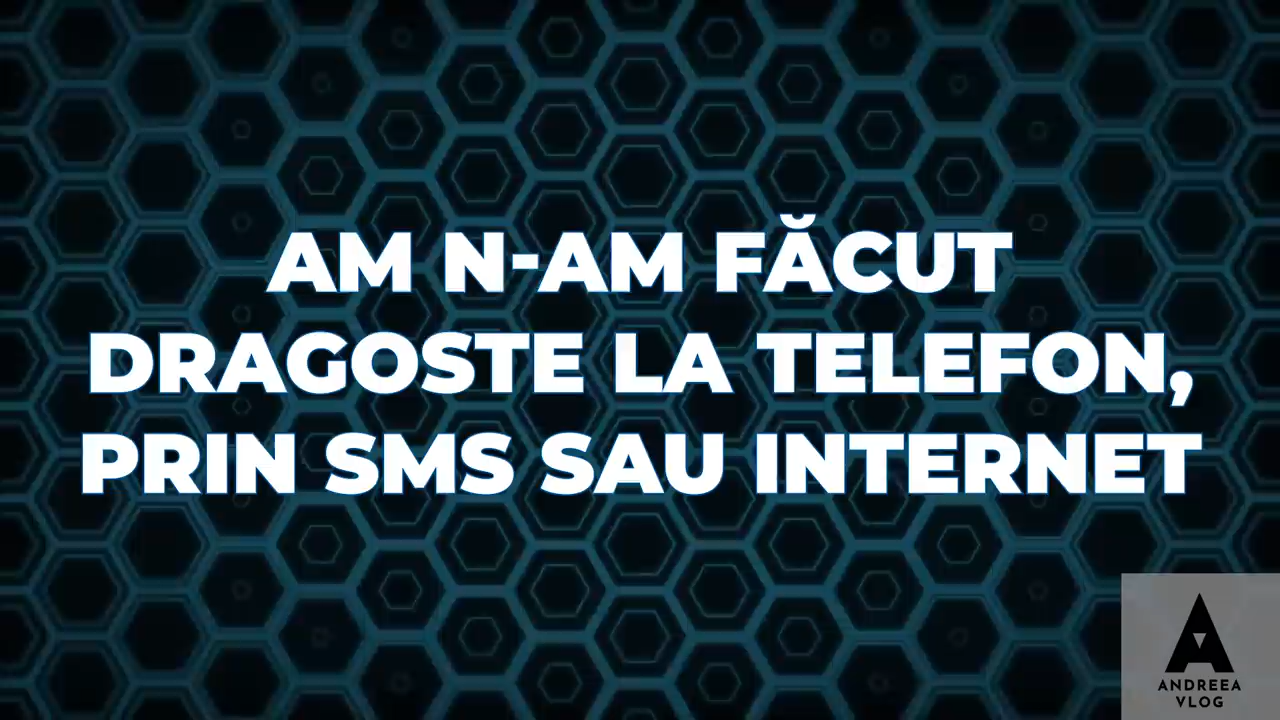 AM N-AM FĂCUT
DRAGOSTE LA TELEFON,
PRIN SMS SAU INTERNET
ANDREEA
VLOG